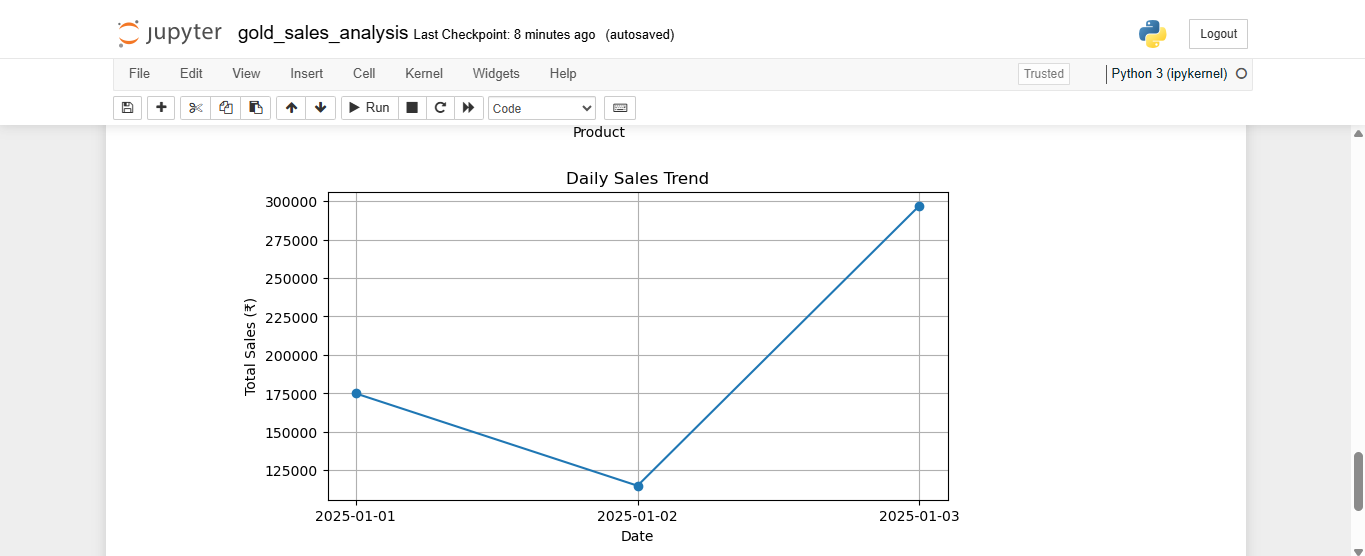 jupyter gold_sales_analysis Last Checkpoint: 8 minutes ago (autosaved)
Logout
File Edit View Insert Cell Kernel Widgets Help
Trusted
Python 3 (ipykernel)
Run
Code
Product
Daily Sales Trend
300000
275000
250000
225000
200000
175000
150000
125000
Total Sales (₹)
2025-01-01 2025-01-02 2025-01-03
Date